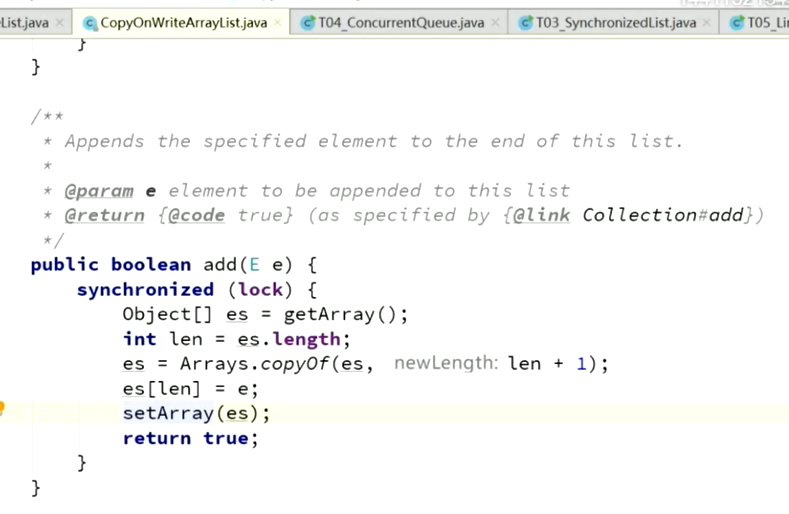 List.java × CopyOnWriteArrayList.java × T04_ConcurrentQueue.java × T03_SynchronizedList.java × T05_Li
}
}
/**
* Appends the specified element to the end of this list.
*
* @param e element to be appended to this list
* @return {@code true} (as specified by {@link Collection#add})
*/
public boolean add(E e) {
synchronized (lock) {
Object[] es = getArray();
int len = es.length;
es = Arrays.copyOf(es, newLength: len + 1);
es[len] = e;
setArray(es);
return true;
}
}